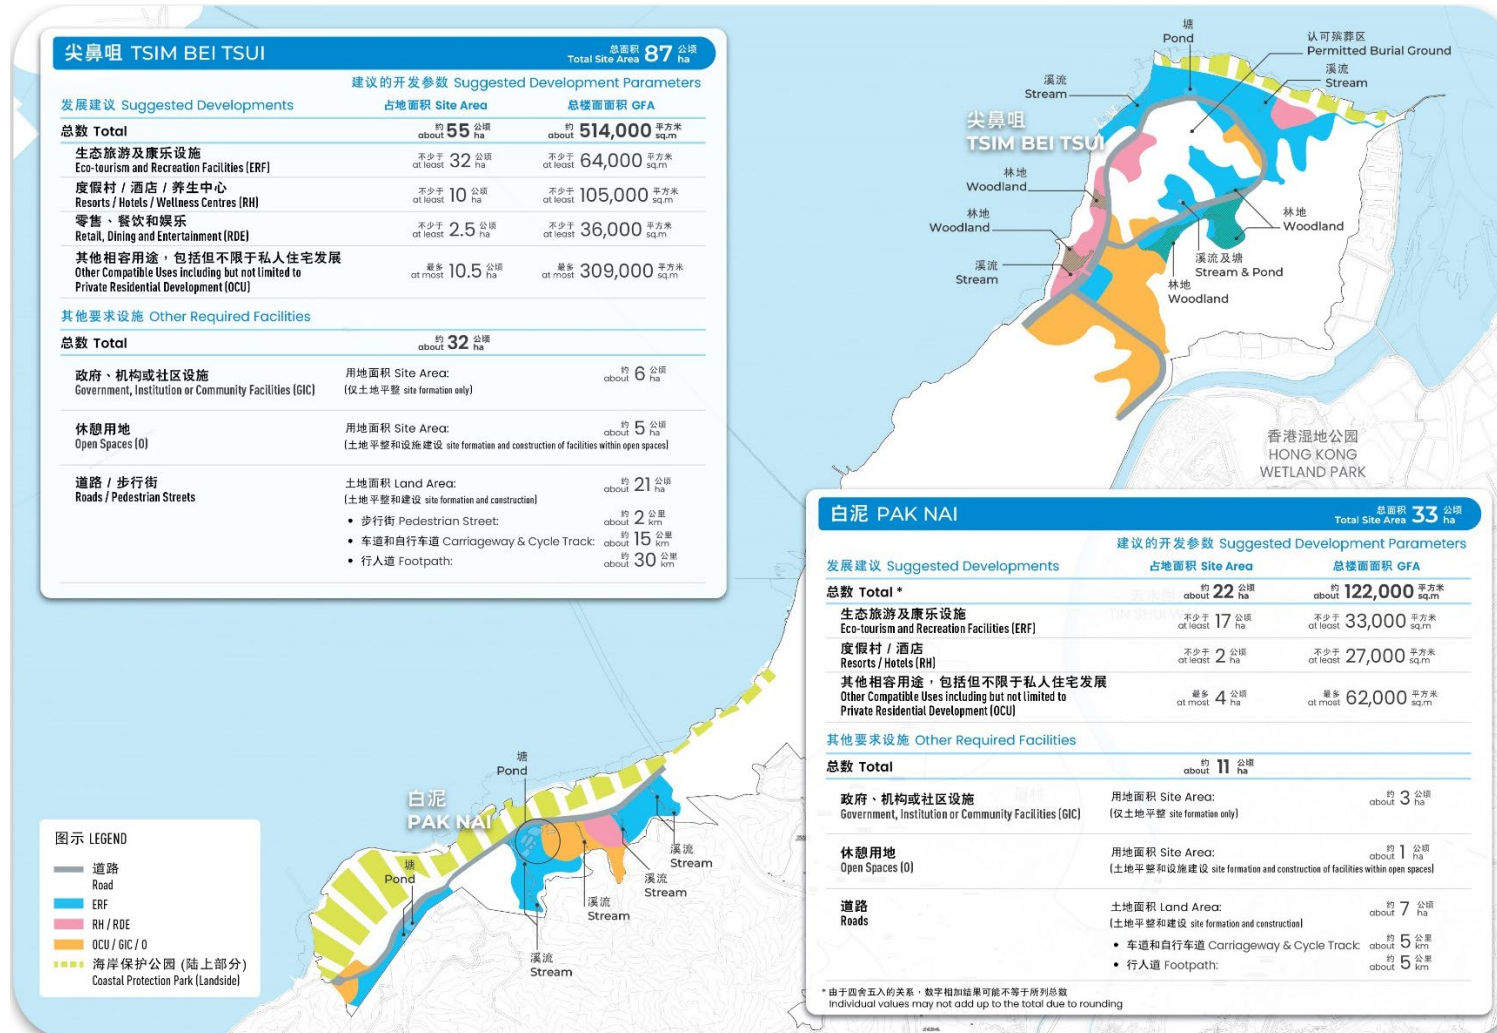 尖鼻咀 TSIM BEI TSUI
总面积 Total Site Area 87 公顷 ha
建议的开发参数 Suggested Development Parameters
发展建议 Suggested Developments 占地面积 Site Area 总楼面面积 GFA
总数 Total 约 about 55 公顷 ha 约 about 514,000 平方米 sq.m
生态旅游及康乐设施
Eco-tourism and Recreation Facilities (ERF)
不少于 at least 32 公顷 ha 不少于 at least 64,000 平方米 sq.m
度假村 / 酒店 / 养生中心
Resorts / Hotels / Wellness Centres (RH)
不少于 at least 10 公顷 ha 不少于 at least 105,000 平方米 sq.m
零售、餐饮和娱乐
Retail, Dining and Entertainment (RDE)
不少于 at least 2.5 公顷 ha 不少于 at least 36,000 平方米 sq.m
其他相容用途，包括但不限于私人住宅发展
Other Compatible Uses including but not limited to
Private Residential Development (OCU)
最多 at most 10.5 公顷 ha 最多 at most 309,000 平方米 sq.m
其他要求设施 Other Required Facilities
总数 Total 约 about 32 公顷 ha
政府、机构或社区设施
Government, Institution or Community Facilities (GIC)
用地面积 Site Area: 约 about 6 公顷 ha
(仅土地平整 site formation only)
休憩用地
Open Spaces (O)
用地面积 Site Area: 约 about 5 公顷 ha
(土地平整和设施建设 site formation and construction of facilities within open spaces)
道路 / 步行街
Roads / Pedestrian Streets
土地面积 Land Area: 约 about 21 公顷 ha
(土地平整和建设 site formation and construction)
• 步行街 Pedestrian Street: 约 about 2 公里 km
• 车道和自行车道 Carriageway & Cycle Track: 约 about 15 公里 km
• 行人道 Footpath: 约 about 30 公里 km
塘
Pond
认可殡葬区
Permitted Burial Ground
溪流
Stream
溪流
Stream
尖鼻咀
TSIM BEI TSUI
林地
Woodland
林地
Woodland
林地
Woodland
溪流
Stream
溪流及塘
Stream & Pond
林地
Woodland
香港湿地公园
HONG KONG
WETLAND PARK
白泥 PAK NAI
总面积 Total Site Area 33 公顷 ha
建议的开发参数 Suggested Development Parameters
发展建议 Suggested Developments 占地面积 Site Area 总楼面面积 GFA
总数 Total * 约 about 22 公顷 ha 约 about 122,000 平方米 sq.m
生态旅游及康乐设施
Eco-tourism and Recreation Facilities (ERF)
不少于 at least 17 公顷 ha 不少于 at least 33,000 平方米 sq.m
度假村 / 酒店
Resorts / Hotels (RH)
不少于 at least 2 公顷 ha 不少于 at least 27,000 平方米 sq.m
其他相容用途，包括但不限于私人住宅发展
Other Compatible Uses including but not limited to
Private Residential Development (OCU)
最多 at most 4 公顷 ha 最多 at most 62,000 平方米 sq.m
其他要求设施 Other Required Facilities
总数 Total 约 about 11 公顷 ha
政府、机构或社区设施
Government, Institution or Community Facilities (GIC)
用地面积 Site Area: 约 about 3 公顷 ha
(仅土地平整 site formation only)
休憩用地
Open Spaces (O)
用地面积 Site Area: 约 about 1 公顷 ha
(土地平整和设施建设 site formation and construction of facilities within open spaces)
道路
Roads
土地面积 Land Area: 约 about 7 公顷 ha
(土地平整和建设 site formation and construction)
• 车道和自行车道 Carriageway & Cycle Track: 约 about 5 公里 km
• 行人道 Footpath: 约 about 5 公里 km
* 由于四舍五入的关系，数字相加结果可能不等于所列总数
Individual values may not add up to the total due to rounding
塘
Pond
白泥
PAK NAI
塘
Pond
溪流
Stream
溪流
Stream
溪流
Stream
溪流
Stream
图示 LEGEND
道路
Road
ERF
RH / RDE
OCU / GIC / O
海岸保护公园 (陆上部分)
Coastal Protection Park (Landside)